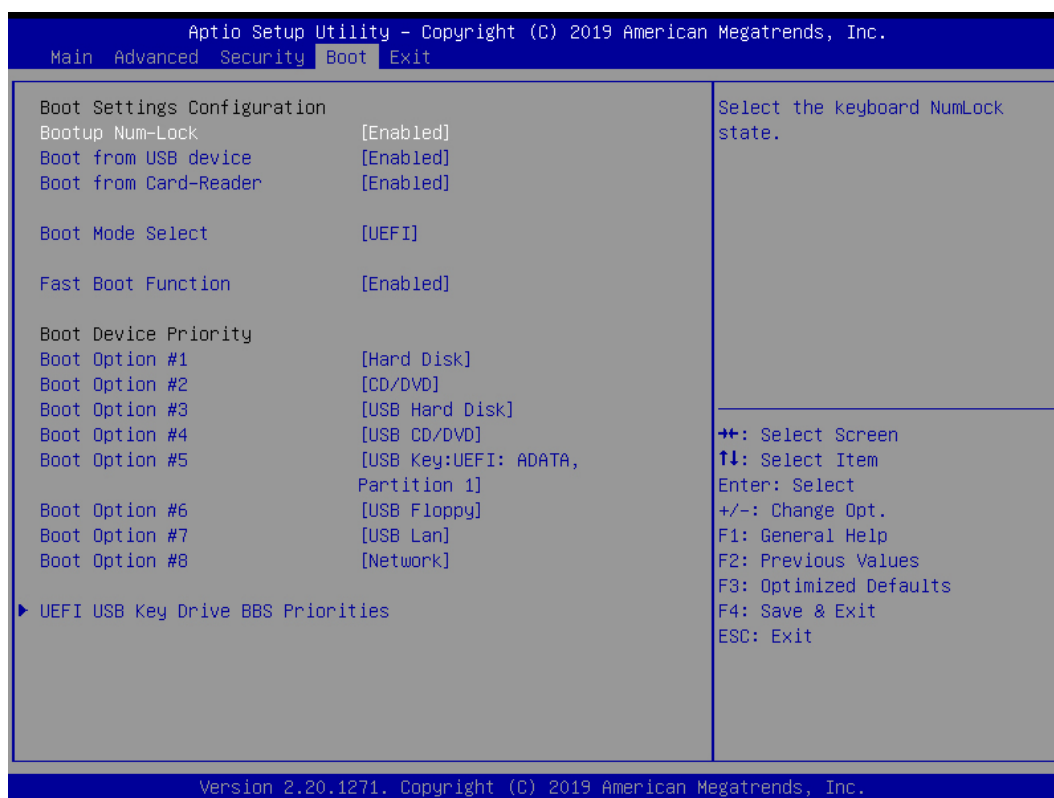 Aptio Setup Utility – Copyright (C) 2019 American Megatrends, Inc.
Main Advanced Security Boot Exit
Boot Settings Configuration
Bootup Num-Lock [Enabled]
Boot from USB device [Enabled]
Boot from Card-Reader [Enabled]
Boot Mode Select [UEFI]
Fast Boot Function [Enabled]
Boot Device Priority
Boot Option #1 [Hard Disk]
Boot Option #2 [CD/DVD]
Boot Option #3 [USB Hard Disk]
Boot Option #4 [USB CD/DVD]
Boot Option #5 [USB Key:UEFI: ADATA,
Partition 1]
Boot Option #6 [USB Floppy]
Boot Option #7 [USB Lan]
Boot Option #8 [Network]
▶ UEFI USB Key Drive BBS Priorities
Select the keyboard NumLock
state.
→←: Select Screen
↑↓: Select Item
Enter: Select
+/-: Change Opt.
F1: General Help
F2: Previous Values
F3: Optimized Defaults
F4: Save & Exit
ESC: Exit
Version 2.20.1271. Copyright (C) 2019 American Megatrends, Inc.